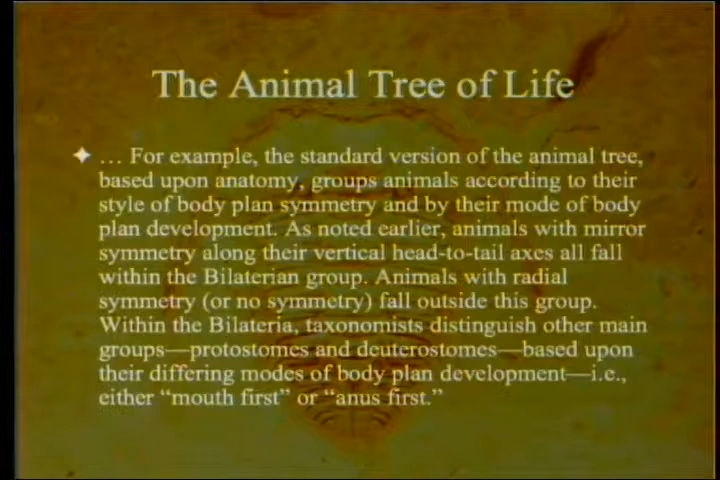 The Animal Tree of Life
… For example, the standard version of the animal tree,
based upon anatomy, groups animals according to their
style of body plan symmetry and by their mode of body
plan development. As noted earlier, animals with mirror
symmetry along their vertical head-to-tail axes all fall
within the Bilaterian group. Animals with radial
symmetry (or no symmetry) fall outside this group.
Within the Bilateria, taxonomists distinguish other main
groups—protostomes and deuterostomes—based upon
their differing modes of body plan development—i.e.,
either “mouth first” or “anus first.”